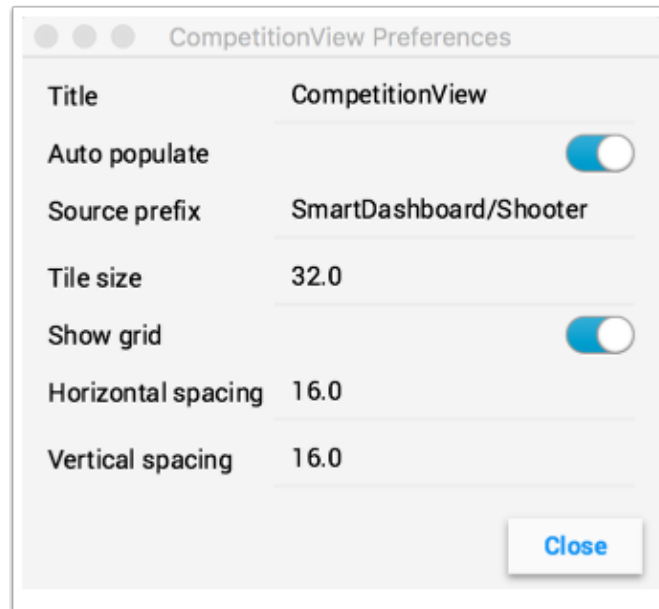 CompetitionView Preferences
Title CompetitionView
Auto populate
Source prefix SmartDashboard/Shooter
Tile size 32.0
Show grid
Horizontal spacing 16.0
Vertical spacing 16.0
Close